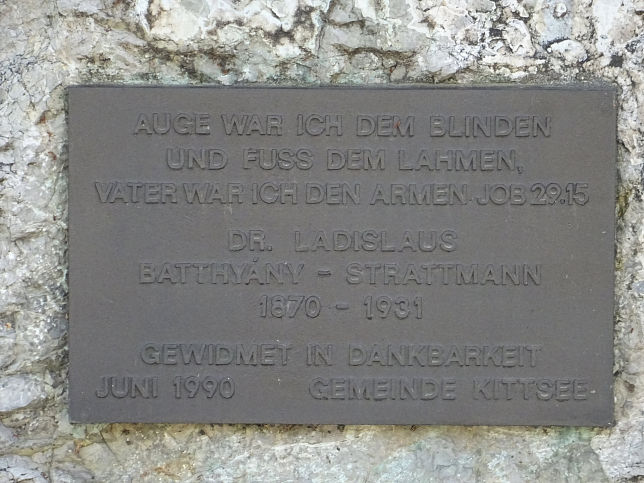 AUGE WAR ICH DEM BLINDEN
UND FUSS DEM LAHMEN,
VATER WAR ICH DEN ARMEN. JOB 29.15
DR. LADISLAUS
BATTHYÁNY - STRATTMANN
1870 - 1931
GEWIDMET IN DANKBARKEIT
JUNI 1990 GEMEINDE KITTSEE